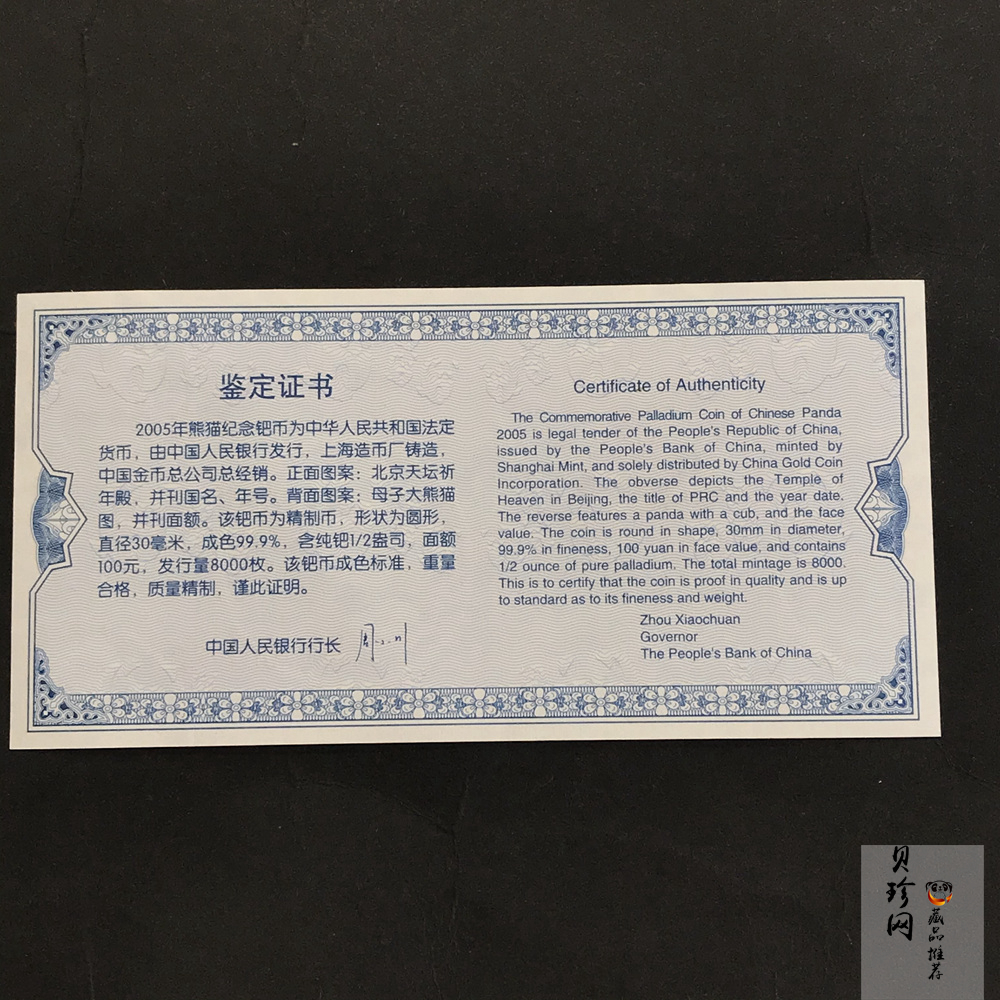 鉴定证书
2005年熊猫纪念钯币为中华人民共和国法定
货币，由中国人民银行发行，上海造币厂铸造，
中国金币总公司总经销。正面图案：北京天坛祈
年殿，并刊国名、年号。背面图案：母子大熊猫
图，并刊面额。该钯币为精制币，形状为圆形，
直径30毫米，成色99.9%，含纯钯1/2盎司，面额
100元，发行量8000枚。该钯币成色标准，重量
合格，质量精制，谨此证明。
中国人民银行行长
Certificate of Authenticity
The Commemorative Palladium Coin of Chinese Panda
2005 is legal tender of the People's Republic of China,
issued by the People's Bank of China, minted by
Shanghai Mint, and solely distributed by China Gold Coin
Incorporation. The obverse depicts the Temple of
Heaven in Beijing, the title of PRC and the year date.
The reverse features a panda with a cub, and the face
value. The coin is round in shape, 30mm in diameter,
99.9% in fineness, 100 yuan in face value, and contains
1/2 ounce of pure palladium. The total mintage is 8000.
This is to certify that the coin is proof in quality and is up
to standard as to its fineness and weight.
Zhou Xiaochuan
Governor
The People's Bank of China
贝珍网
藏品推荐